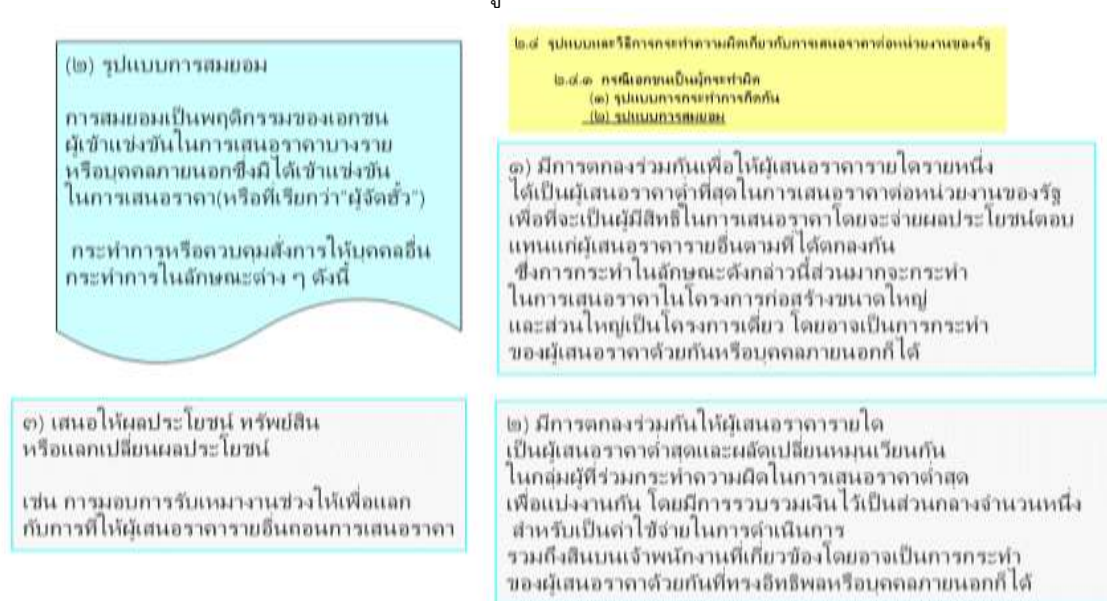 ๒.๔ รูปแบบและวิธีการกระทำความผิดเกี่ยวกับการเสนอราคาต่อหน่วยงานของรัฐ
๒.๔.๑ กรณีเอกชนเป็นผู้กระทำผิด
(๑) รูปแบบการกระทำการกีดกัน
(๒) รูปแบบการสมยอม
(๒) รูปแบบการสมยอม
การสมยอมเป็นพฤติกรรมของเอกชน
ผู้เข้าแข่งขันในการเสนอราคาบางราย
หรือบุคคลภายนอกซึ่งมิได้เข้าแข่งขัน
ในการเสนอราคา(หรือที่เรียกว่า"ผู้จัดฮั้ว")
กระทำการหรือควบคุมสั่งการให้บุคคลอื่น
กระทำการในลักษณะต่าง ๆ ดังนี้
๑) มีการตกลงร่วมกันเพื่อให้ผู้เสนอราคารายใดรายหนึ่ง
ได้เป็นผู้เสนอราคาต่ำที่สุดในการเสนอราคาต่อหน่วยงานของรัฐ
เพื่อที่จะเป็นผู้มีสิทธิในการเสนอราคาโดยจะจ่ายผลประโยชน์ตอบ
แทนแก่ผู้เสนอราคารายอื่นตามที่ได้ตกลงกัน
ซึ่งการกระทำในลักษณะดังกล่าวนี้ส่วนมากจะกระทำ
ในการเสนอราคาในโครงการก่อสร้างขนาดใหญ่
และส่วนใหญ่เป็นโครงการเดี่ยว โดยอาจเป็นการกระทำ
ของผู้เสนอราคาด้วยกันหรือบุคคลภายนอกก็ได้
๒) มีการตกลงร่วมกันให้ผู้เสนอราคารายใด
เป็นผู้เสนอราคาต่ำสุดและผลัดเปลี่ยนหมุนเวียนกัน
ในกลุ่มผู้ที่ร่วมกระทำความผิดในการเสนอราคาต่ำสุด
เพื่อแบ่งงานกัน โดยมีการรวบรวมเงินไว้เป็นส่วนกลางจำนวนหนึ่ง
สำหรับเป็นค่าใช้จ่ายในการดำเนินการ
รวมถึงสินบนเจ้าพนักงานที่เกี่ยวข้องโดยอาจเป็นการกระทำ
ของผู้เสนอราคาด้วยกันที่ทรงอิทธิพลหรือบุคคลภายนอกก็ได้
๓) เสนอให้ผลประโยชน์ ทรัพย์สิน
หรือแลกเปลี่ยนผลประโยชน์
เช่น การมอบการรับเหมางานช่วงให้เพื่อแลก
กับการที่ให้ผู้เสนอราคารายอื่นถอนการเสนอราคา